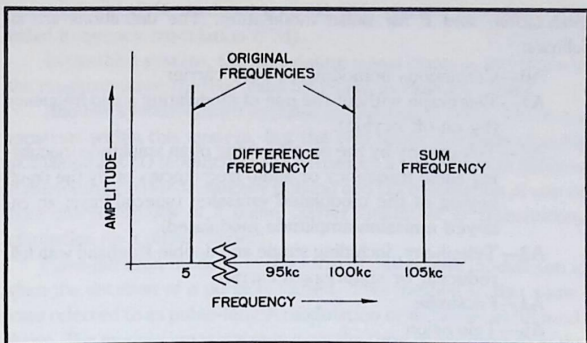 ORIGINAL
FREQUENCIES
AMPLITUDE
DIFFERENCE
FREQUENCY
SUM
FREQUENCY
5 95kc 100kc 105kc
FREQUENCY